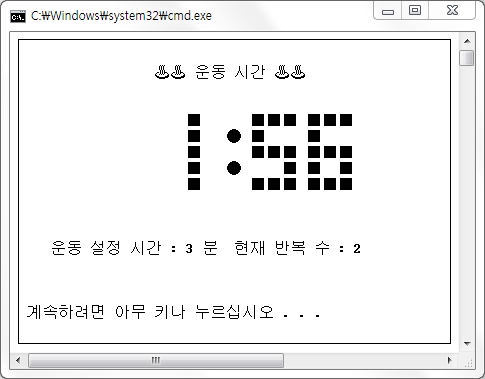 C:₩Windows₩system32₩cmd.exe
♨♨ 운동 시간 ♨♨
1:56
운동 설정 시간 : 3 분 현재 반복 수 : 2
계속하려면 아무 키나 누르십시오 . . .